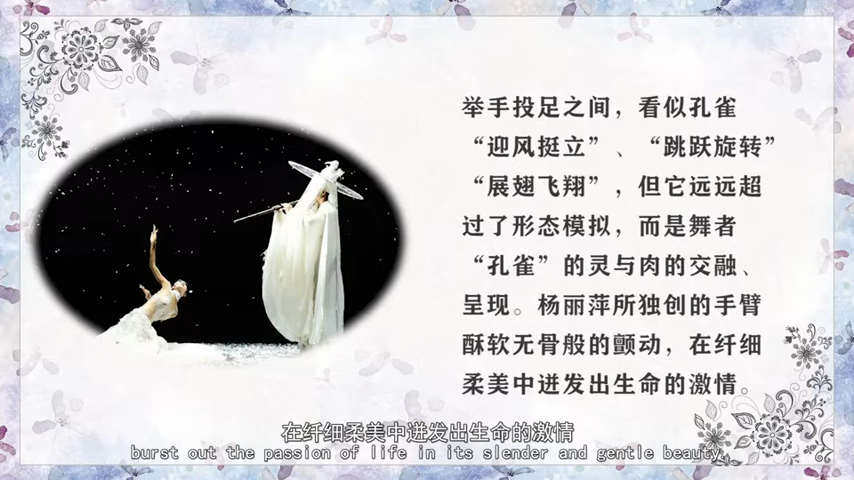 举手投足之间，看似孔雀
“迎风挺立”、“跳跃旋转”
“展翅飞翔”，但它远远超
过了形态模拟，而是舞者
“孔雀”的灵与肉的交融、
呈现。杨丽萍所独创的手臂
酥软无骨般的颤动，在纤细
柔美中迸发出生命的激情。
在纤细柔美中迸发出生命的激情
burst out the passion of life in its slender and gentle beauty.